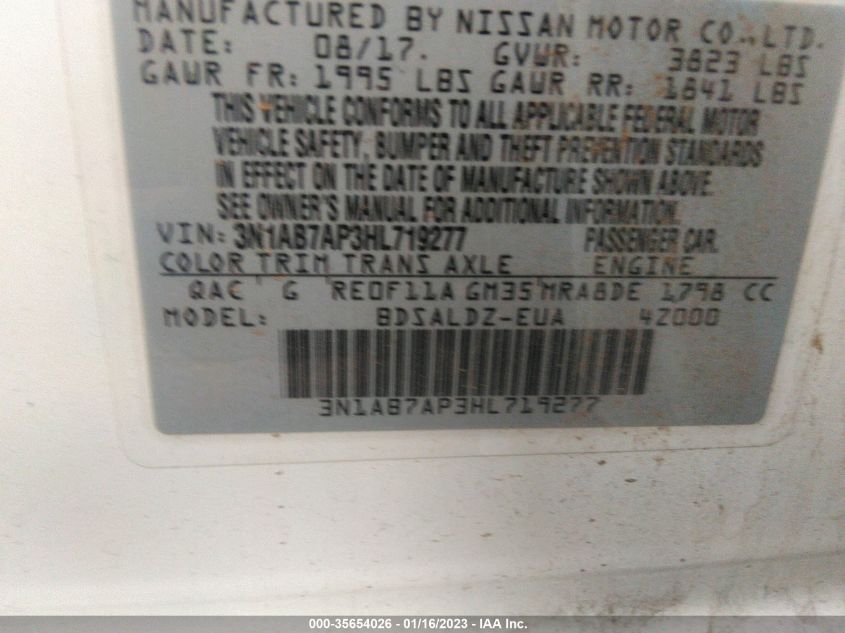 MANUFACTURED BY NISSAN MOTOR CO., LTD.
DATE: 08/17. GVWR: 3823 LBS
GAWR FR: 1995 LBS GAWR RR: 1841 LBS
THIS VEHICLE CONFORMS TO ALL APPLICABLE FEDERAL MOTOR
VEHICLE SAFETY, BUMPER AND THEFT PREVENTION STANDARDS
IN EFFECT ON THE DATE OF MANUFACTURE SHOWN ABOVE.
SEE OWNER'S MANUAL FOR ADDITIONAL INFORMATION.
VIN: 3N1AB7AP3HL719277 PASSENGER CAR.
COLOR TRIM TRANS AXLE ENGINE
QAC G RE0F11A GM35 MRA8DE 1798 CC
MODEL: BDSALDZ-EUA 4Z000
3N1AB7AP3HL719277
000-35654026 - 01/16/2023 - IAA Inc.